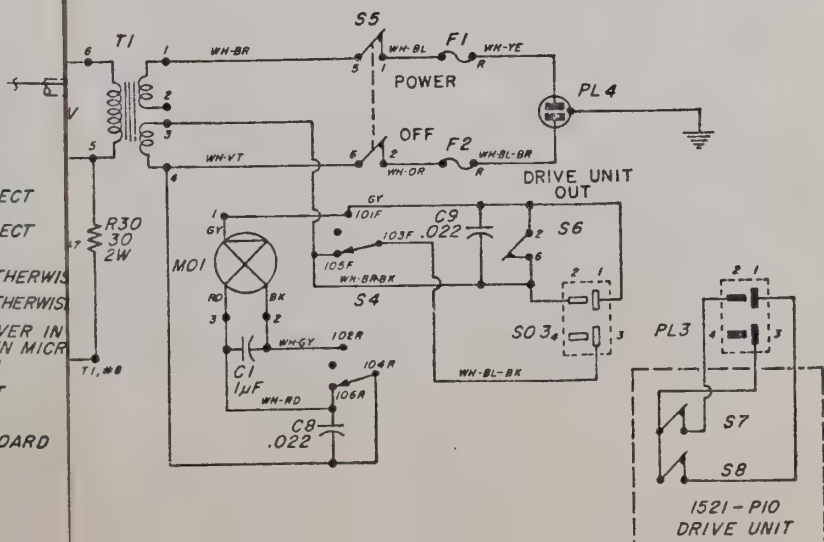 T1
6
1
2
3
4
5
V
WH-BR
S5
5
1
WH-BL
F1
R
WH-YE
POWER
PL4
OFF
6
2
WH-VT
WH-OR
F2
R
WH-BL-BR
DRIVE UNIT
OUT
ECT
ECT
THERWIS
THERWIS
VER IN
N MICR
T
OARD
R30
30
2W
T1,#8
1
GY
GY
101F
103F
105F
C9
.022
S6
2
6
MO1
RD
BK
3
2
WH-BR-BK
S4
2
1
SO3
4
3
WH-GY
102R
104R
106R
C1
1µF
WH-RD
C8
.022
WH-BL-BK
2
1
PL3
4
3
S7
S8
1521-P10
DRIVE UNIT